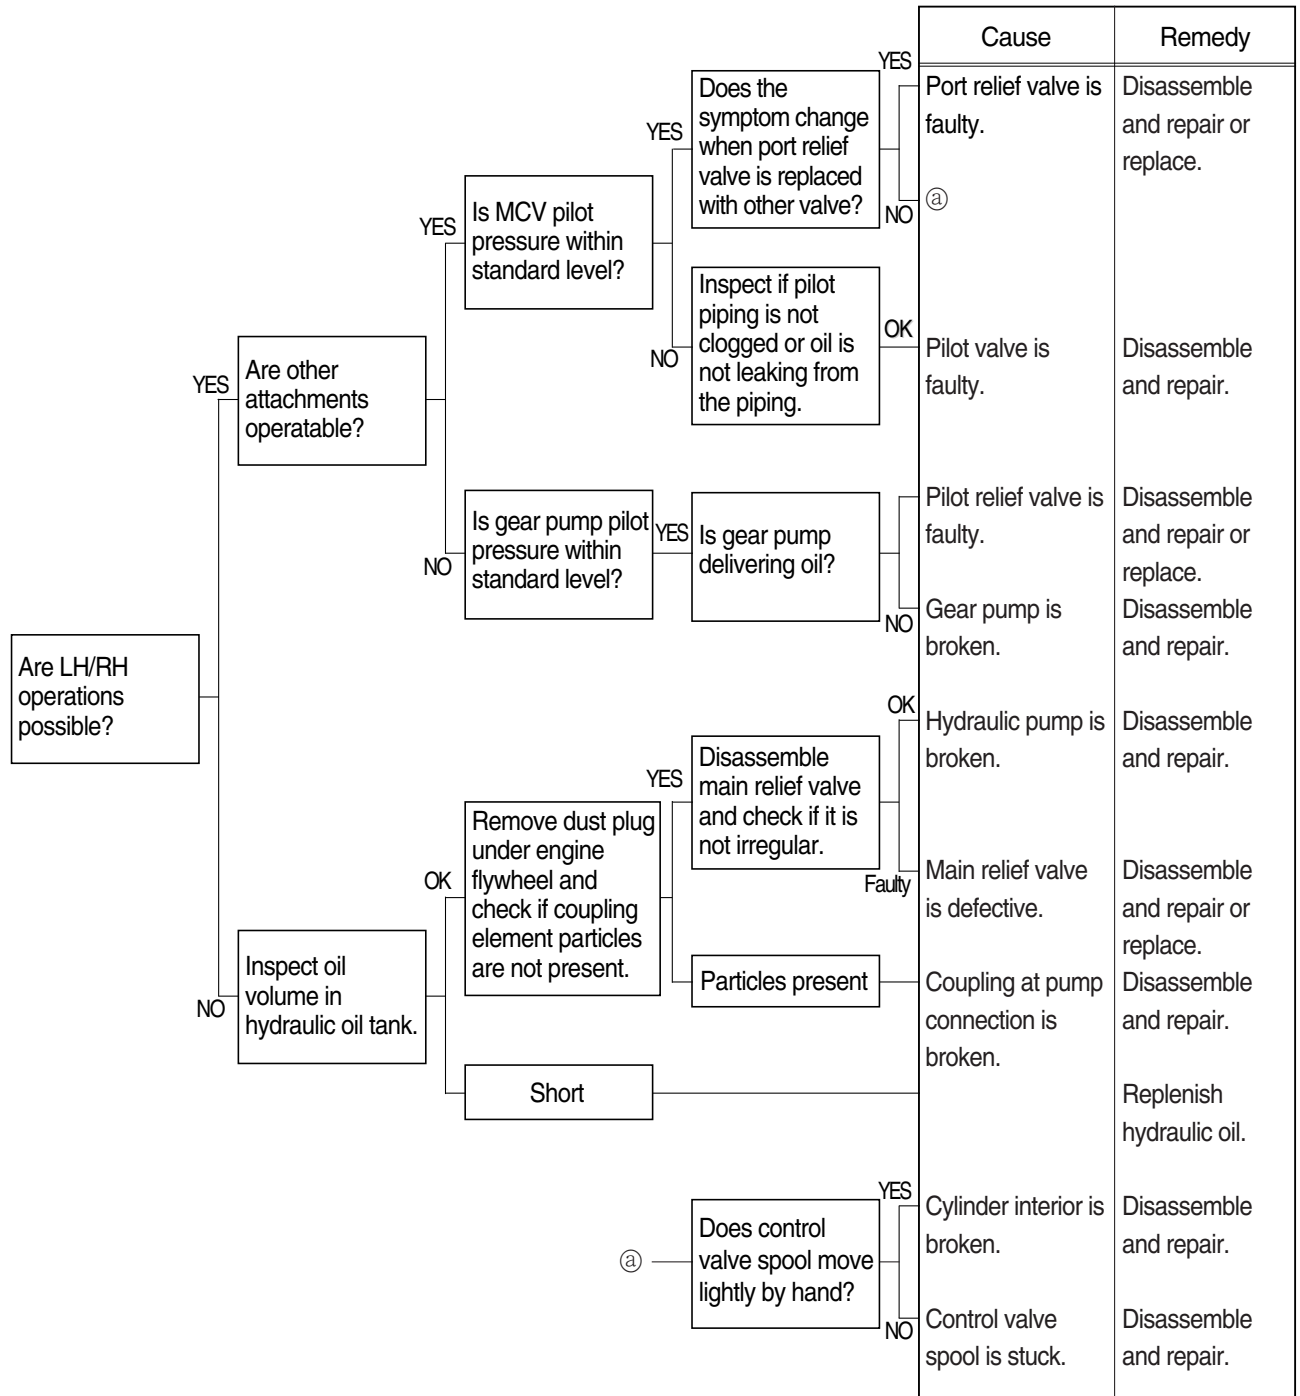 Cause
Remedy
YES
Does the
symptom change
when port relief
valve is replaced
with other valve?
Port relief valve is
faulty.
Disassemble
and repair or
replace.
YES
NO
ⓐ
Is MCV pilot
pressure within
standard level?
YES
Inspect if pilot
piping is not
clogged or oil is
not leaking from
the piping.
NO
OK
Pilot valve is
faulty.
Disassemble
and repair.
Are other
attachments
operatable?
YES
Is gear pump pilot
pressure within
standard level?
NO
YES
Is gear pump
delivering oil?
Pilot relief valve is
faulty.
Disassemble
and repair or
replace.
NO
Gear pump is
broken.
Disassemble
and repair.
Are LH/RH
operations
possible?
OK
Hydraulic pump is
broken.
Disassemble
and repair.
YES
Disassemble
main relief valve
and check if it is
not irregular.
Remove dust plug
under engine
flywheel and
check if coupling
element particles
are not present.
OK
Faulty
Main relief valve
is defective.
Disassemble
and repair or
replace.
NO
Inspect oil
volume in
hydraulic oil tank.
Particles present
Coupling at pump
connection is
broken.
Disassemble
and repair.
Short
Replenish
hydraulic oil.
ⓐ
Does control
valve spool move
lightly by hand?
YES
Cylinder interior is
broken.
Disassemble
and repair.
NO
Control valve
spool is stuck.
Disassemble
and repair.